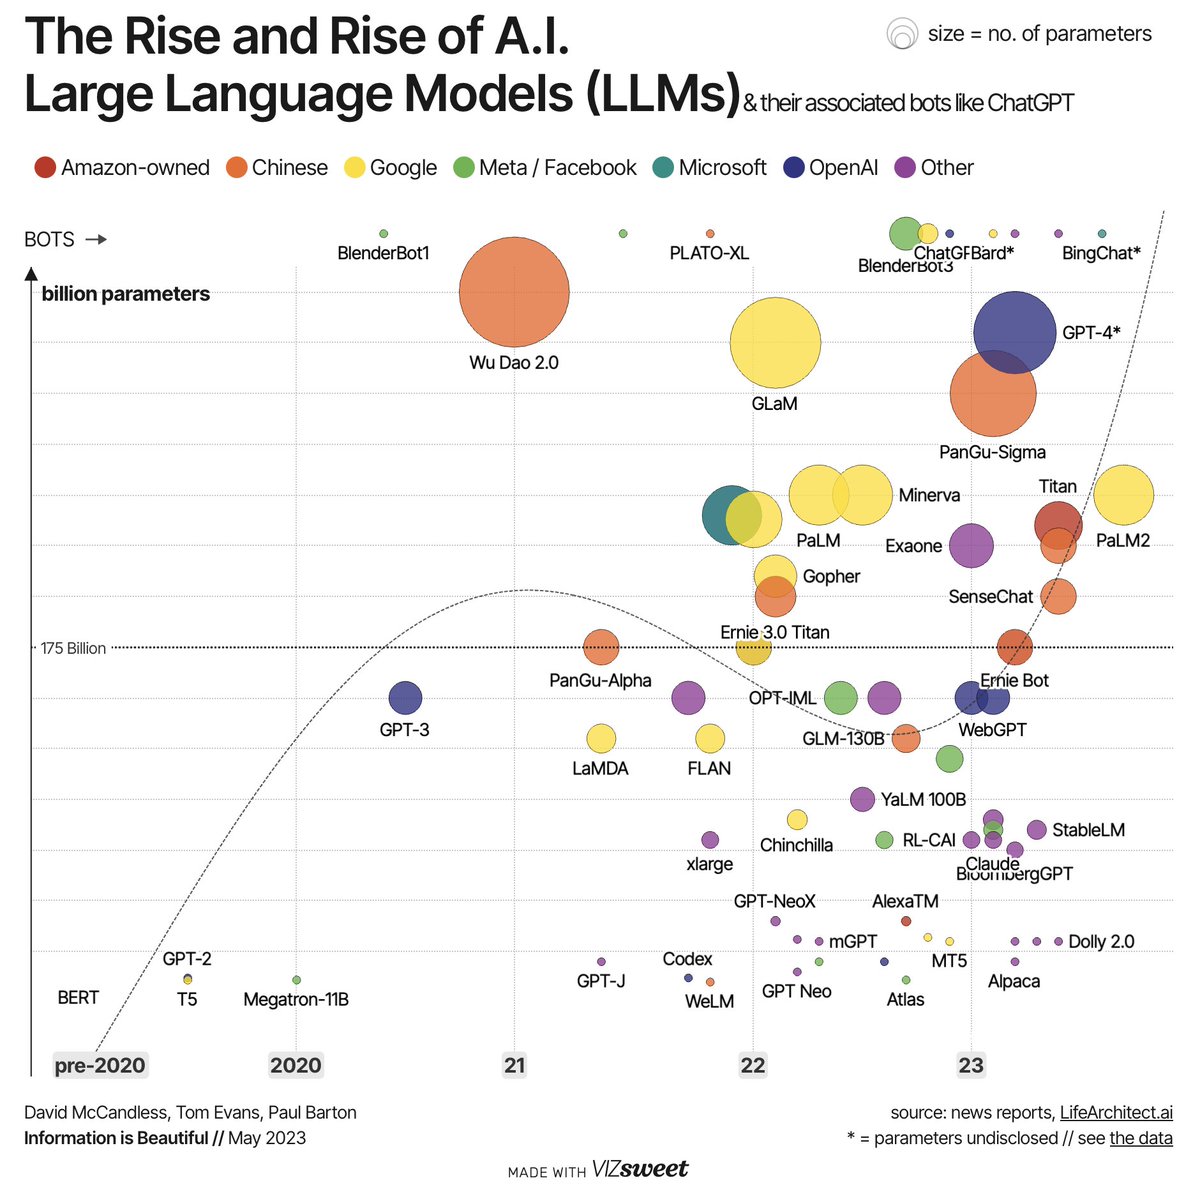 The Rise and Rise of A.I.
Large Language Models (LLMs) & their associated bots like ChatGPT
size = no. of parameters
Amazon-owned
Chinese
Google
Meta / Facebook
Microsoft
OpenAI
Other
BOTS →
BlenderBot1
PLATO-XL
BlenderBot3
ChatGP
Bard*
BingChat*
billion parameters
Wu Dao 2.0
GLaM
GPT-4*
PanGu-Sigma
Minerva
PaLM
Titan
PaLM2
Exaone
Gopher
SenseChat
Ernie 3.0 Titan
175 Billion
PanGu-Alpha
Ernie Bot
GPT-3
OPT-IML
WebGPT
LaMDA
FLAN
GLM-130B
YaLM 100B
Chinchilla
StableLM
xlarge
RL-CAI
Claude
BloombergGPT
GPT-NeoX
AlexaTM
mGPT
Dolly 2.0
GPT-2
T5
BERT
Megatron-11B
GPT-J
Codex
WeLM
GPT Neo
MT5
Atlas
Alpaca
pre-2020
2020
21
22
23
David McCandless, Tom Evans, Paul Barton
Information is Beautiful // May 2023
source: news reports, LifeArchitect.ai
* = parameters undisclosed // see the data
MADE WITH VIZsweet